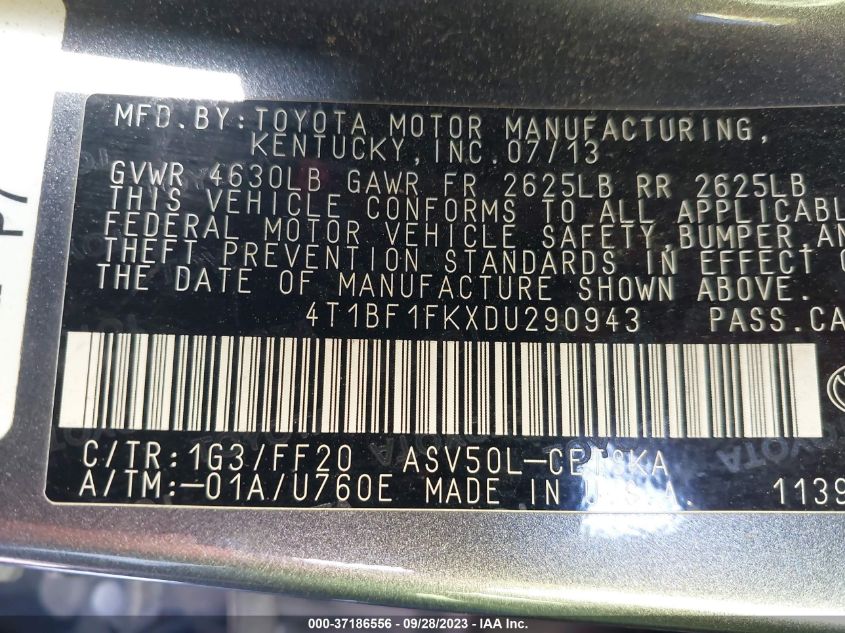 MFD.BY:TOYOTA MOTOR MANUFACTURING,
KENTUCKY,INC.07/13
GVWR 4630LB GAWR FR 2625LB RR 2625LB
THIS VEHICLE CONFORMS TO ALL APPLICABL
FEDERAL MOTOR VEHICLE SAFETY,BUMPER,AN
THEFT PREVENTION STANDARDS IN EFFECT O
THE DATE OF MANUFACTURE SHOWN ABOVE.
4T1BF1FKXDU290943 PASS.CA
C/TR:1G3/FF20
A/TM:-01A/U760E MADE IN U.S.A. 1139
000-37186556 - 09/28/2023 - IAA Inc.